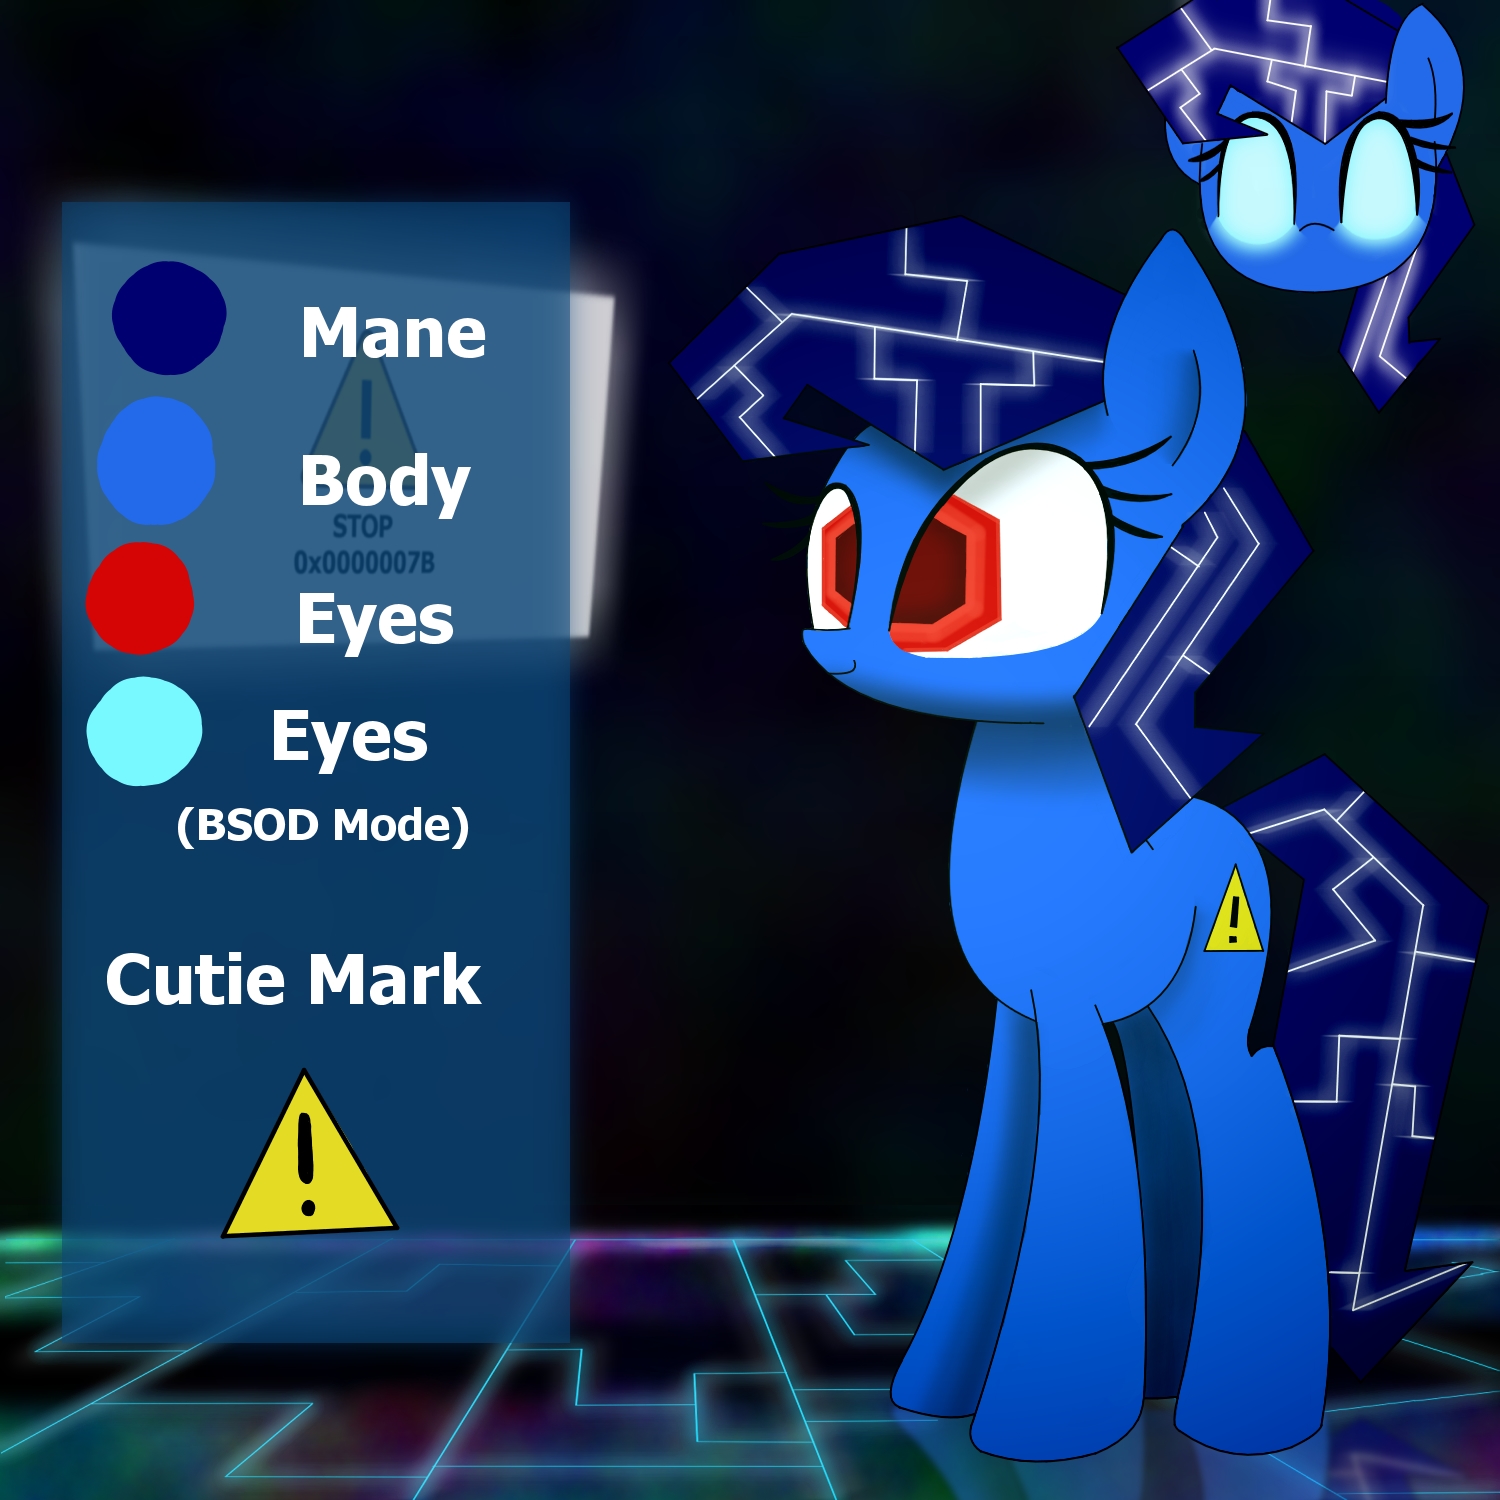 Mane
!
Body
STOP
0x0000007B
Eyes
Eyes
(BSOD Mode)
!
Cutie Mark
!